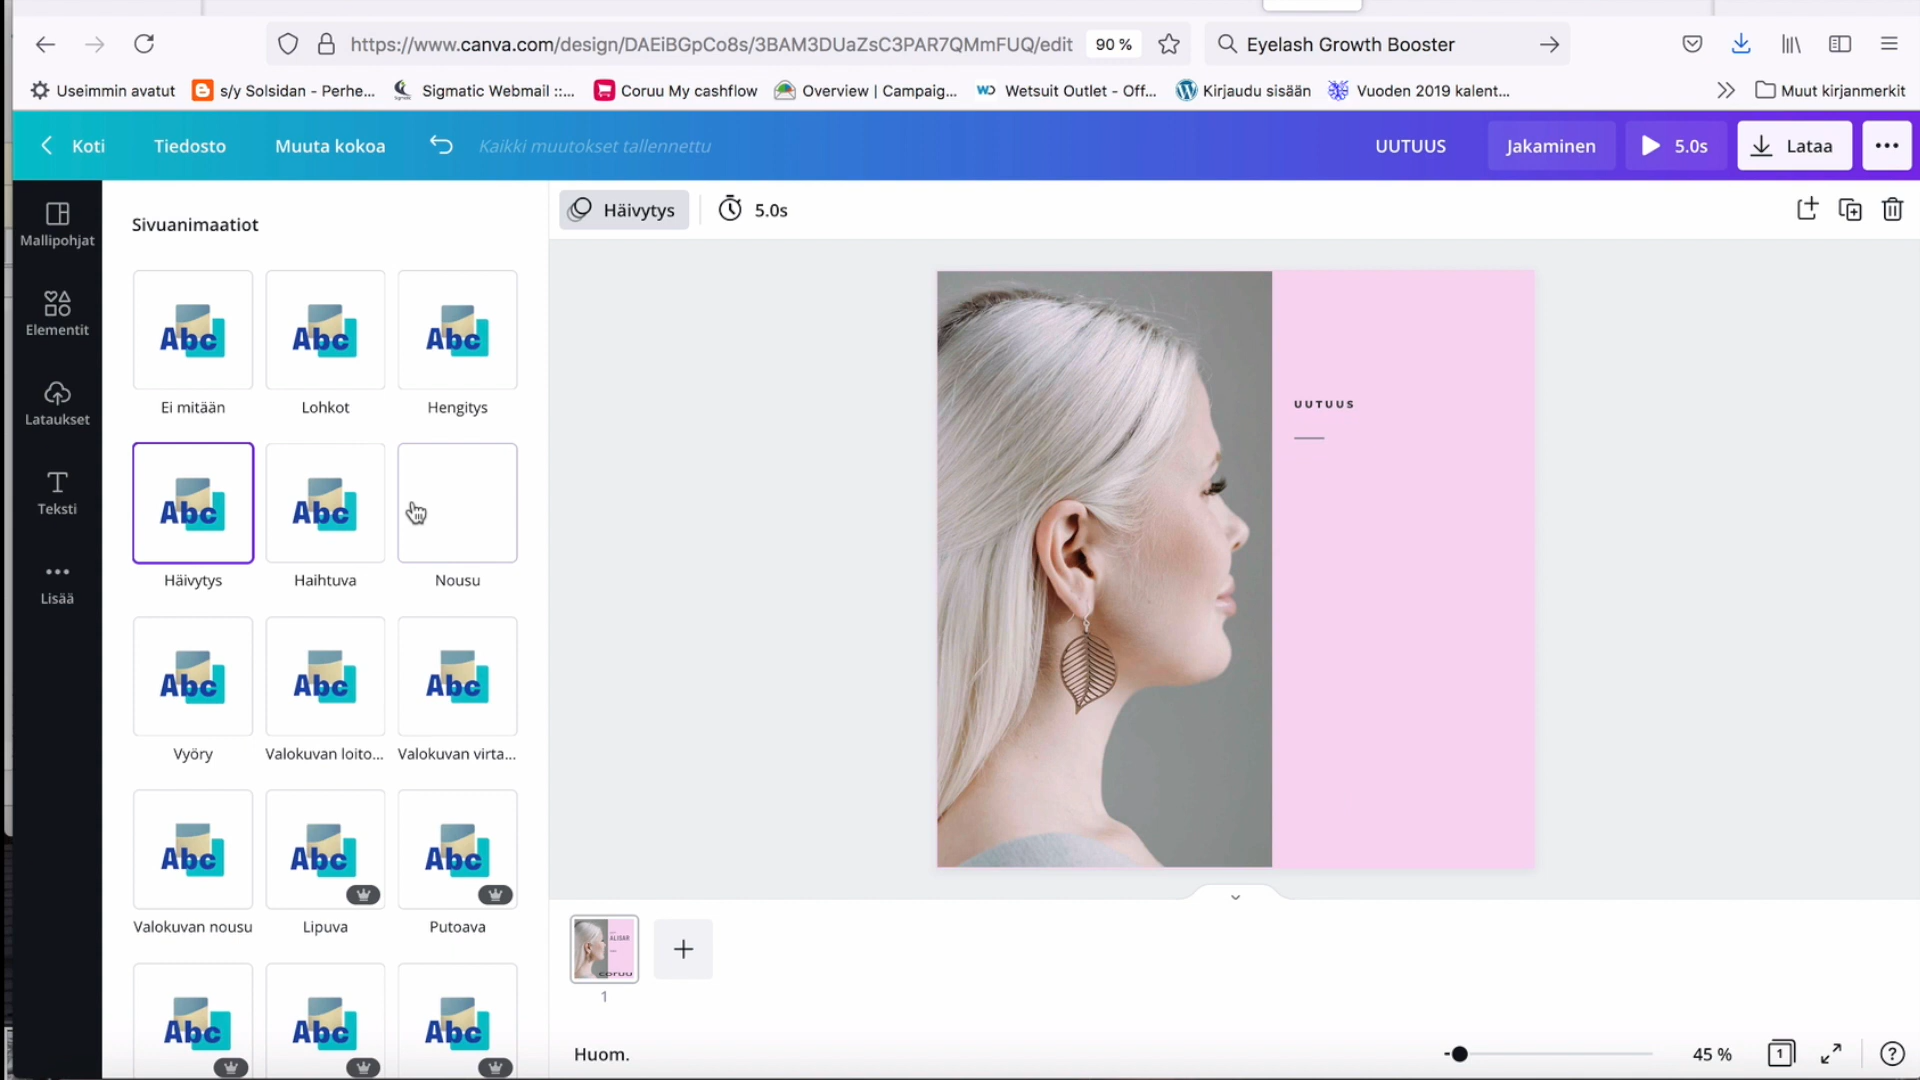 https://www.canva.com/design/DAEiBGpCo8s/3BAM3DUaZsC3PAR7QMmFUQ/edit
90 %
Eyelash Growth Booster
Useimmin avatut
s/y Solsidan - Perhe...
Sigmatic Webmail ::...
Coruu My cashflow
Overview | Campaig...
Wetsuit Outlet - Off...
Kirjaudu sisään
Vuoden 2019 kalent...
Muut kirjanmerkit
Koti
Tiedosto
Muuta kokoa
Kaikki muutokset tallennettu
UUTUUS
Jakaminen
5.0s
Lataa
Mallipohjat
Elementit
Lataukset
Teksti
Lisää
Sivuanimaatiot
Abc
Abc
Abc
Ei mitään
Lohkot
Hengitys
Abc
Abc
Häivytys
Haihtuva
Nousu
Abc
Abc
Abc
Vyöry
Valokuvan loito...
Valokuvan virta...
Abc
Abc
Abc
Valokuvan nousu
Lipuva
Putoava
Abc
Abc
Abc
Häivytys
5.0s
UUTUUS
ALISAR
coruu
1
Huom.
45 %
1